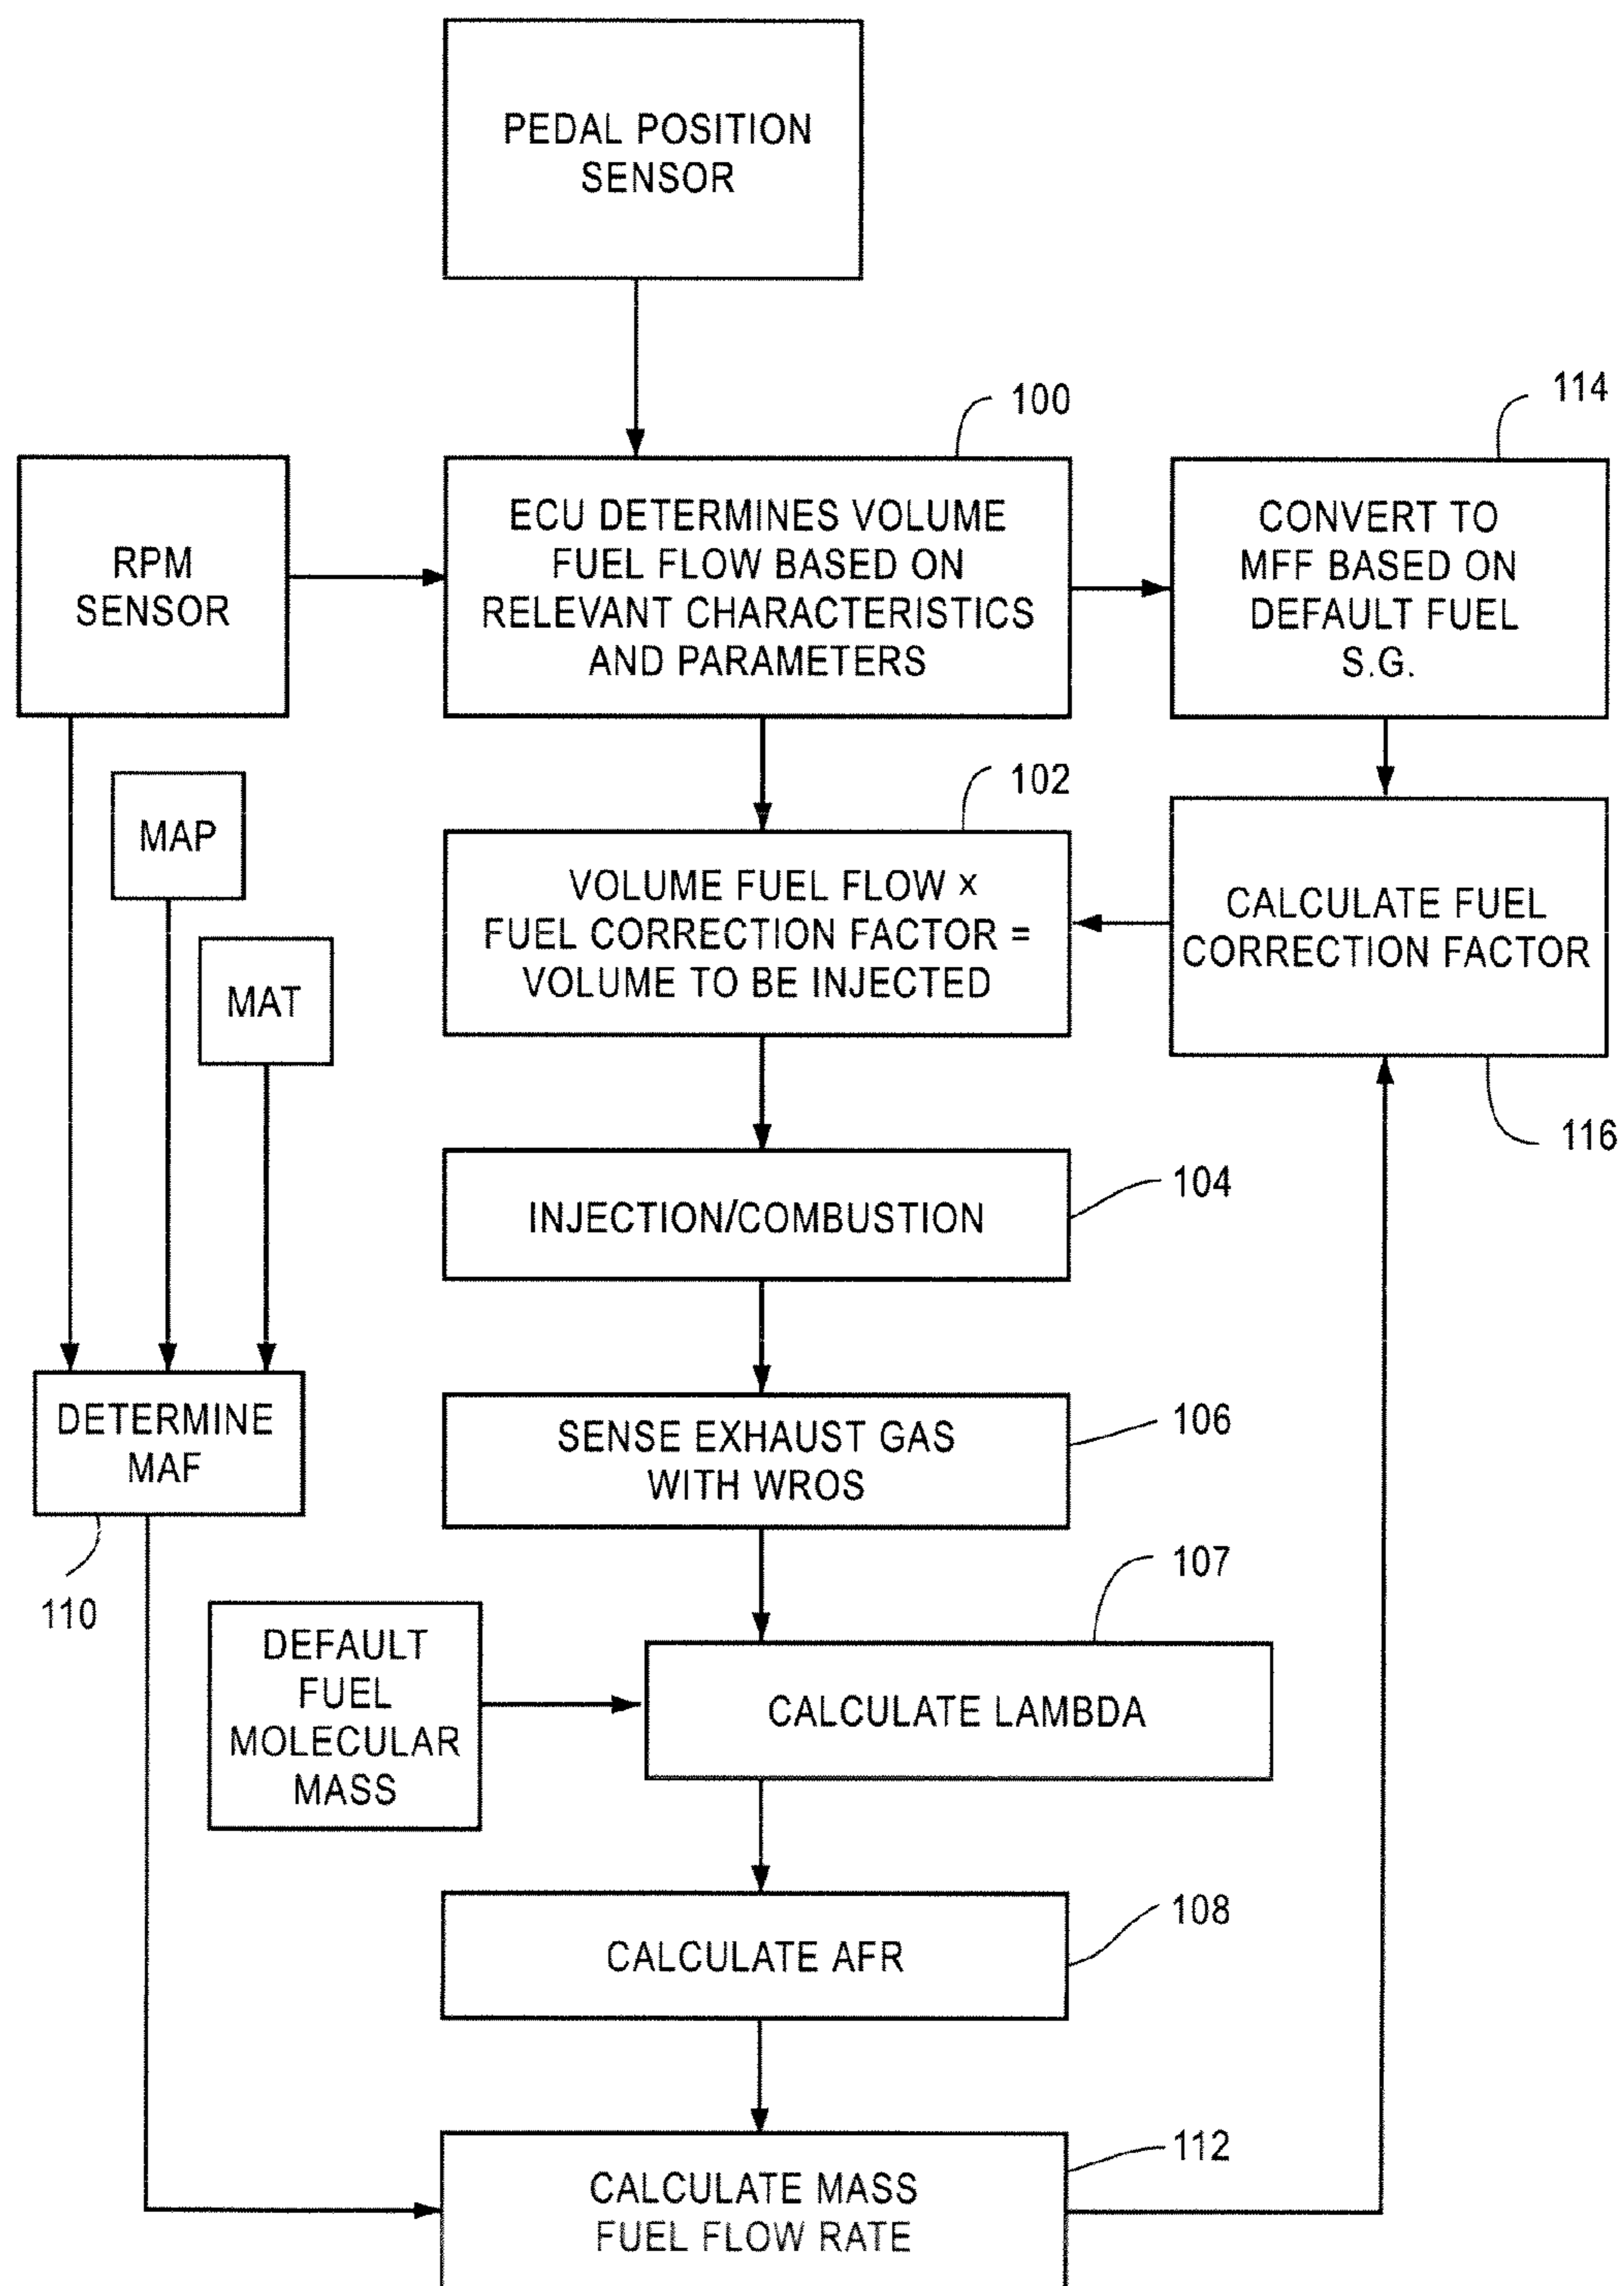 PEDAL POSITION
SENSOR
100
114
RPM
SENSOR
ECU DETERMINES VOLUME
FUEL FLOW BASED ON
RELEVANT CHARACTERISTICS
AND PARAMETERS
CONVERT TO
MFF BASED ON
DEFAULT FUEL
S.G.
102
MAP
VOLUME FUEL FLOW x
FUEL CORRECTION FACTOR =
VOLUME TO BE INJECTED
CALCULATE FUEL
CORRECTION FACTOR
MAT
116
104
INJECTION/COMBUSTION
DETERMINE
MAF
106
SENSE EXHAUST GAS
WITH WROS
107
110
DEFAULT
FUEL
MOLECULAR
MASS
CALCULATE LAMBDA
108
CALCULATE AFR
112
CALCULATE MASS
FUEL FLOW RATE